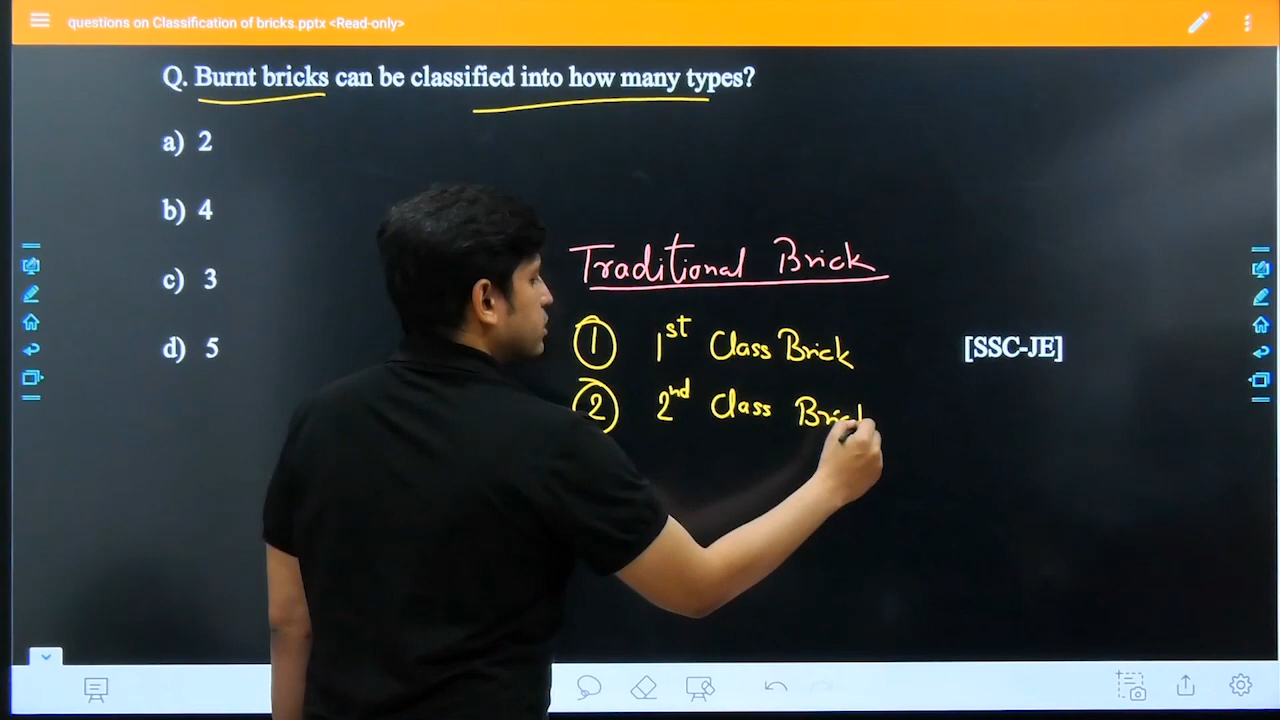 questions on Classification of bricks.pptx <Read-only>
Q. Burnt bricks can be classified into how many types?
a) 2
b) 4
c) 3
d) 5
Traditional Brick
① 1st Class Brick
② 2nd Class Brick
[SSC-JE]